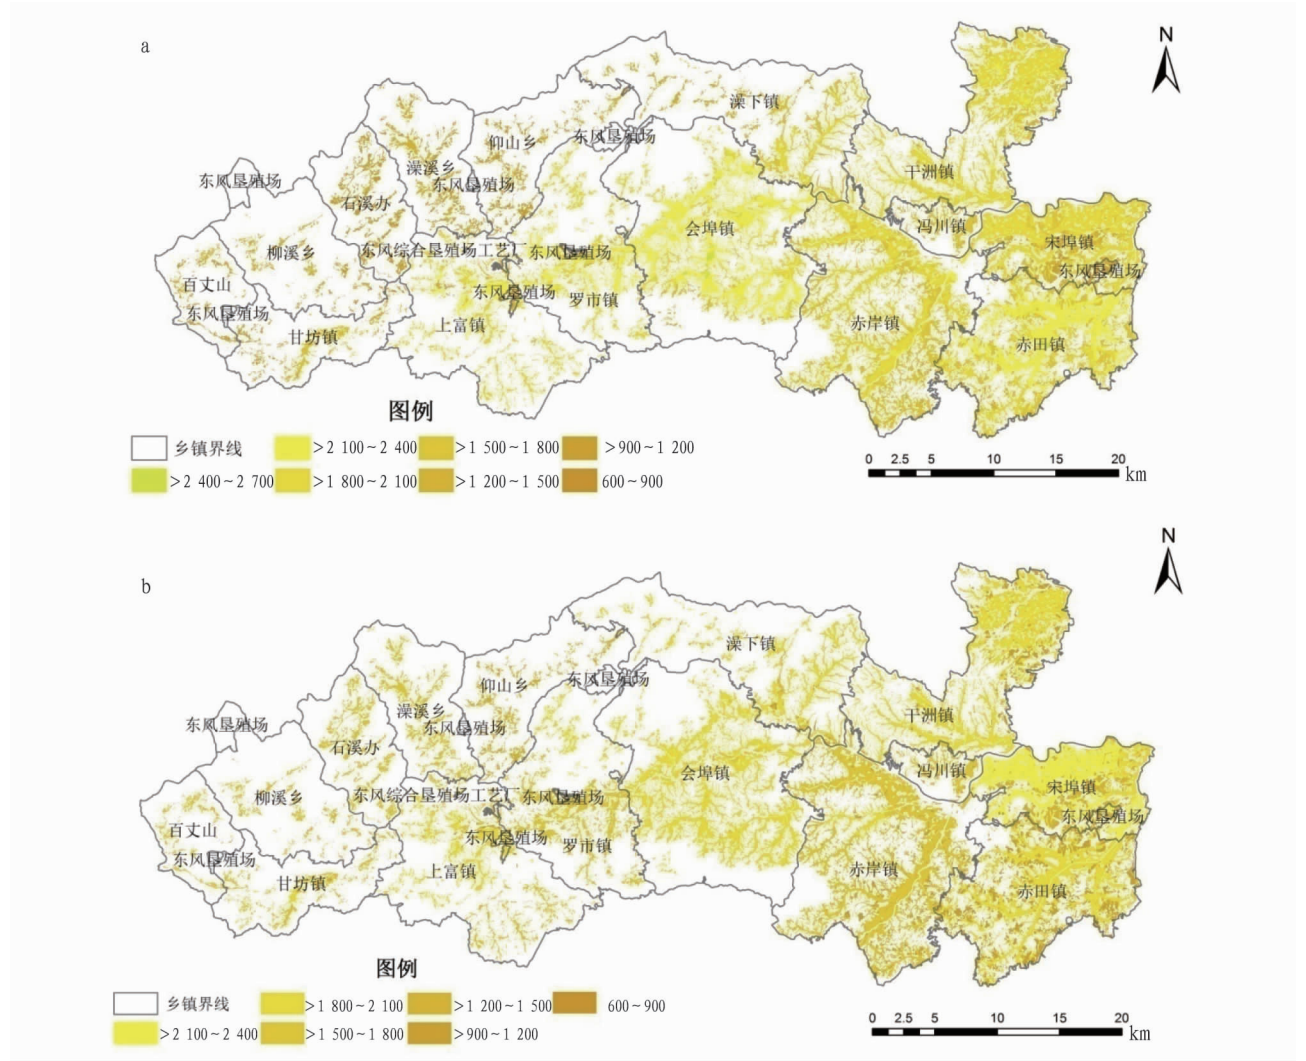 a
N
澡下镇
东风垦殖场
仰山乡
澡溪乡
干洲镇
东风垦殖场
东风垦殖场
石溪办
冯川镇
会埠镇
宋埠镇
柳溪乡
东风综合垦殖场工艺厂
东风垦殖场
东风垦殖场
百丈山
东风垦殖场
罗市镇
东风垦殖场
上富镇
赤岸镇
甘坊镇
赤田镇
图例
乡镇界线
>2 100~2 400
>1 500~1 800
>900~1 200
>2 400~2 700
>1 800~2 100
>1 200~1 500
600~900
0 2.5 5 10 15 20
km
b
N
澡下镇
东风垦殖场
仰山乡
澡溪乡
干洲镇
东风垦殖场
东风垦殖场
石溪办
冯川镇
会埠镇
宋埠镇
柳溪乡
东风综合垦殖场工艺厂
东风垦殖场
东风垦殖场
百丈山
东风垦殖场
罗市镇
东风垦殖场
上富镇
赤岸镇
甘坊镇
赤田镇
图例
乡镇界线
>1 800~2 100
>1 200~1 500
600~900
>2 100~2 400
>1 500~1 800
>900~1 200
0 2.5 5 10 15 20
km